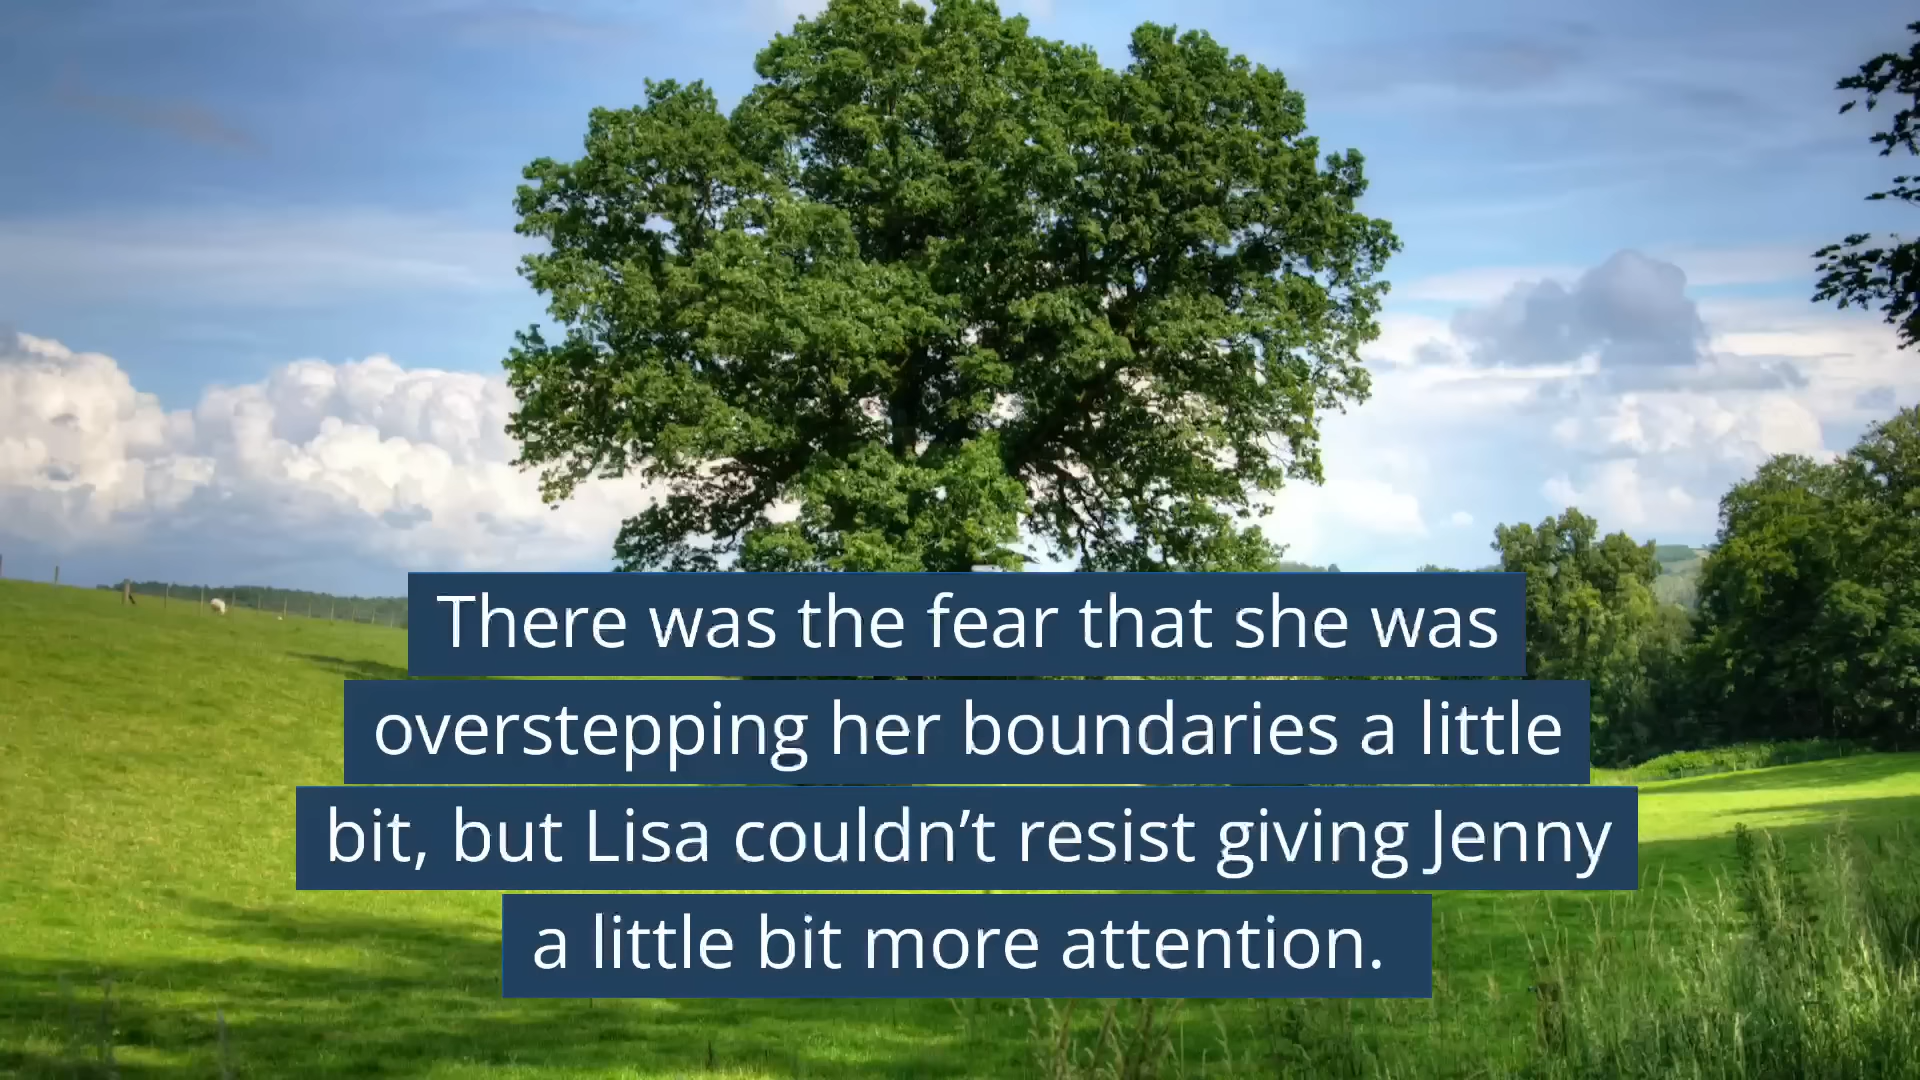 There was the fear that she was
overstepping her boundaries a little
bit, but Lisa couldn’t resist giving Jenny
a little bit more attention.